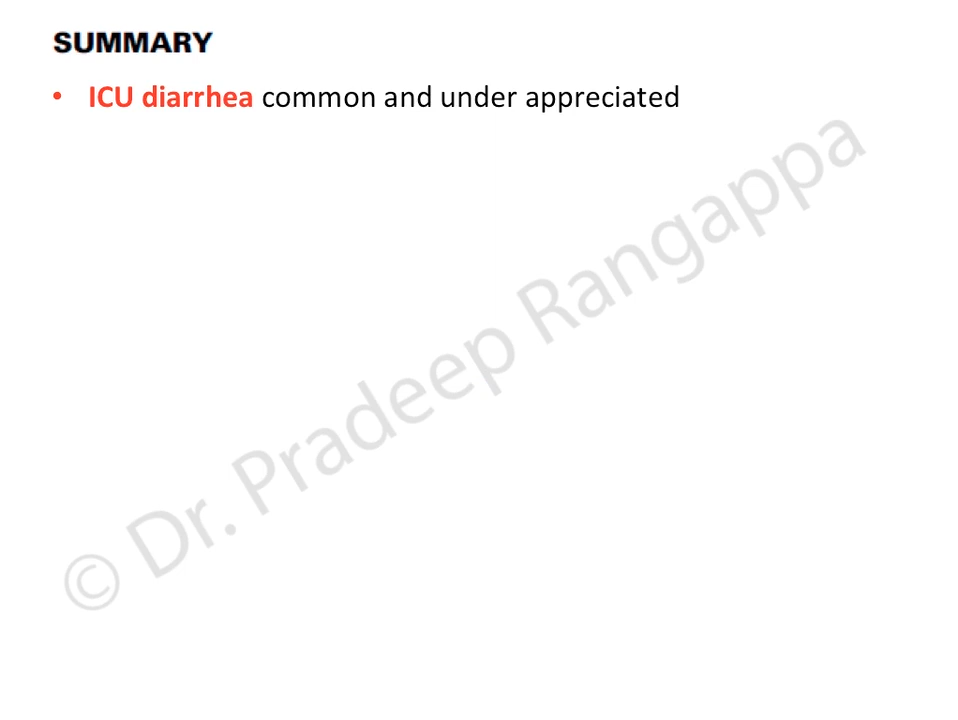 SUMMARY
• ICU diarrhea common and under appreciated
© Dr. Pradeep Rangappa